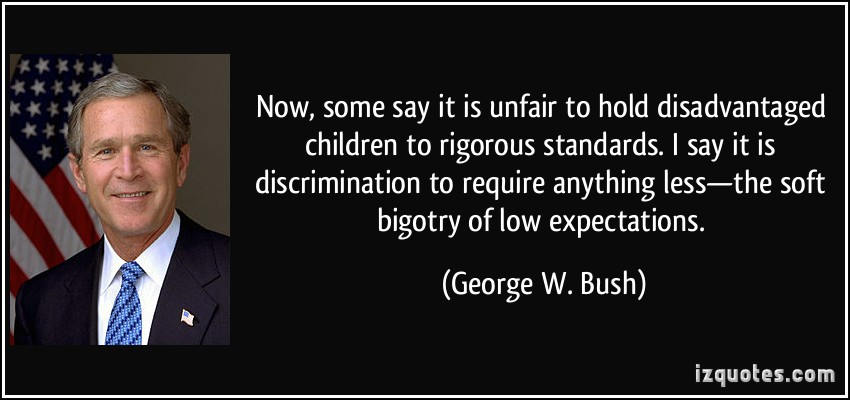 Now, some say it is unfair to hold disadvantaged
children to rigorous standards. I say it is
discrimination to require anything less—the soft
bigotry of low expectations.
(George W. Bush)
izquotes.com